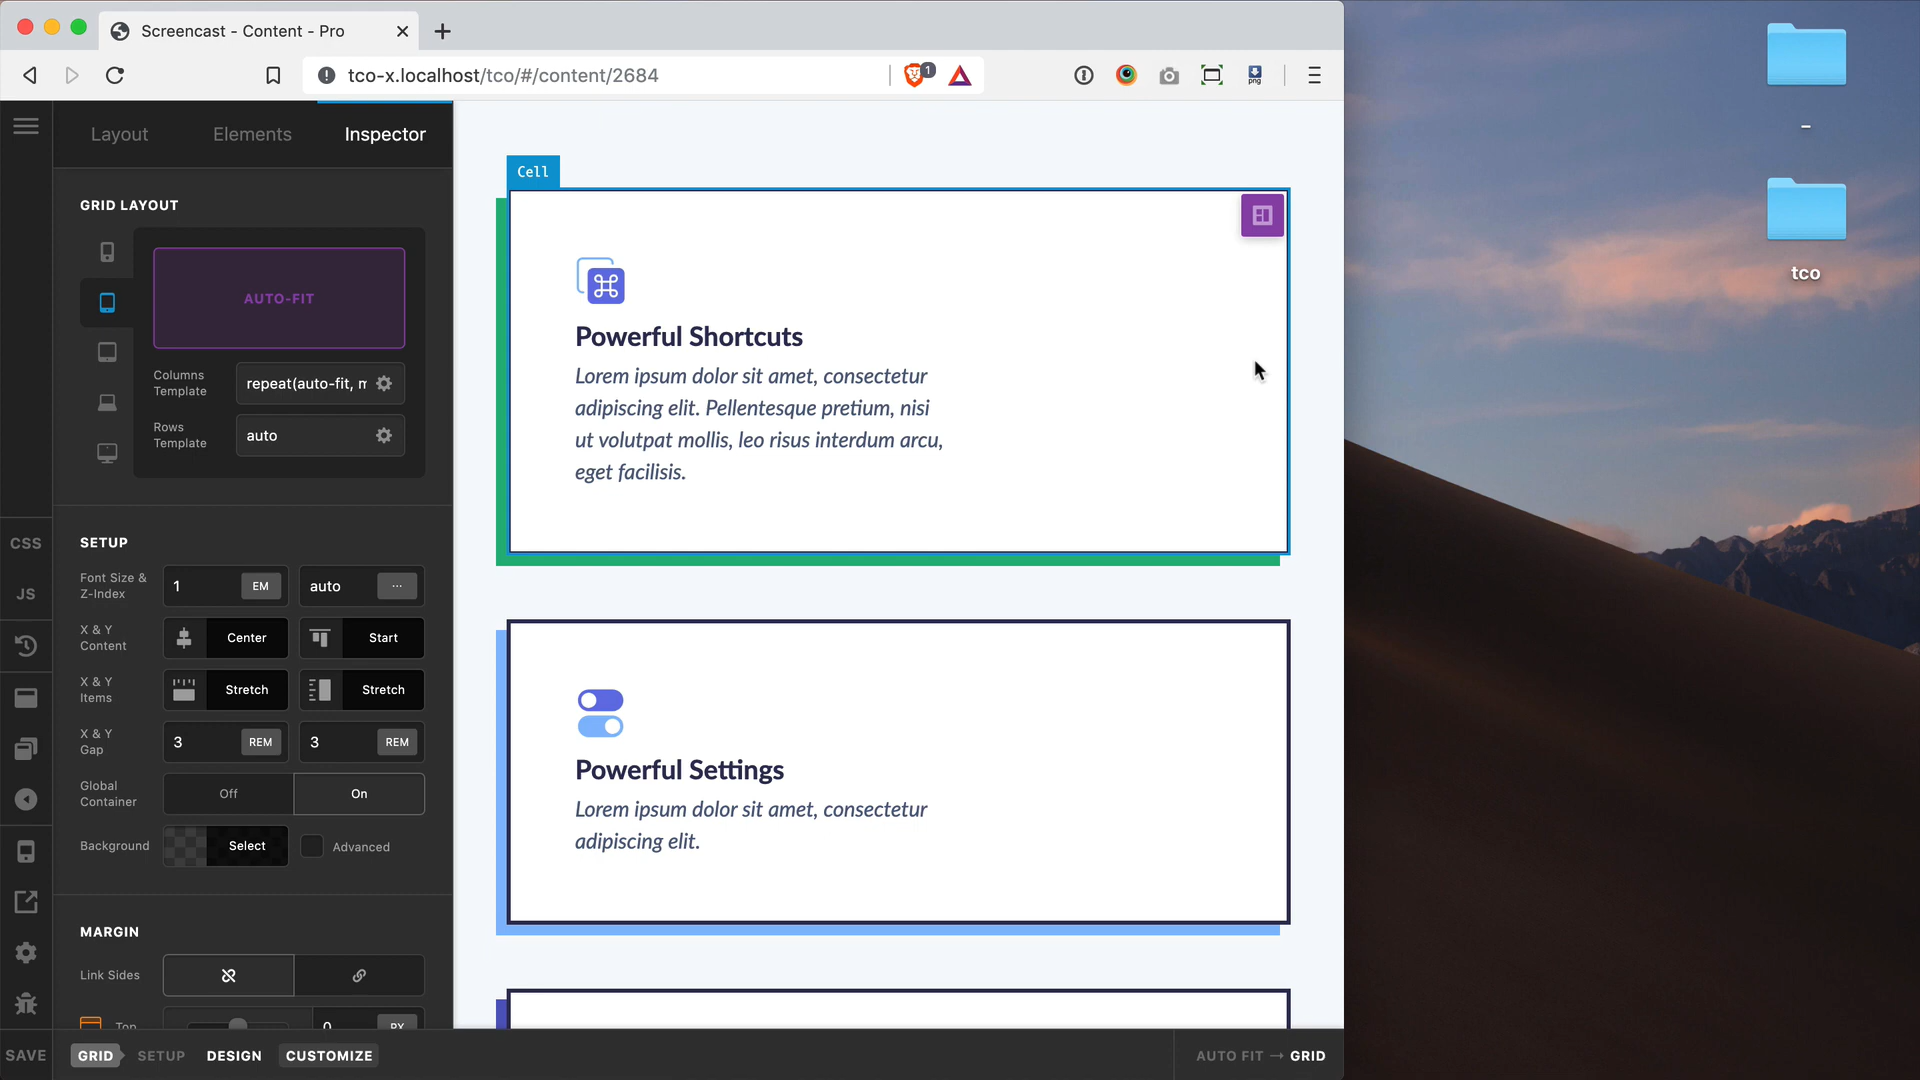 Screencast - Content - Pro
tco-x.localhost/tco/#/content/2684
1
png
Layout
Elements
Inspector
GRID LAYOUT
AUTO-FIT
Columns
Template
repeat(auto-fit, m
Rows
Template
auto
CSS
JS
SETUP
Font Size &
Z-Index
1
EM
auto
...
X & Y
Content
Center
Start
X & Y
Items
Stretch
Stretch
X & Y
Gap
3
REM
3
REM
Global
Container
Off
On
Background
Select
Advanced
MARGIN
Link Sides
Top
0
PX
SAVE
GRID
SETUP
DESIGN
CUSTOMIZE
AUTO FIT → GRID
Cell
Powerful Shortcuts
Lorem ipsum dolor sit amet, consectetur
adipiscing elit. Pellentesque pretium, nisi
ut volutpat mollis, leo risus interdum arcu,
eget facilisis.
Powerful Settings
Lorem ipsum dolor sit amet, consectetur
adipiscing elit.
_
tco